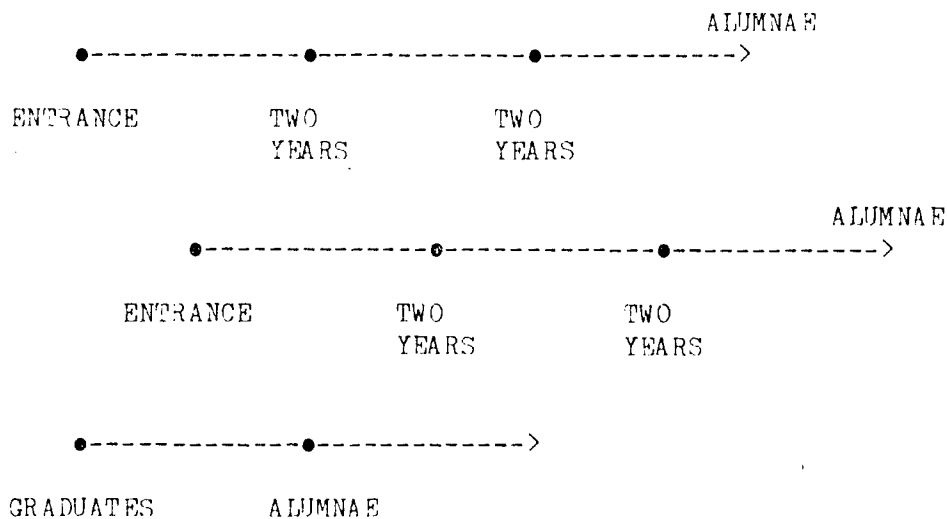 ALUMNAE
ENTRANCE TWO TWO
YEARS YEARS
ALUMNAE
ENTRANCE TWO TWO
YEARS YEARS
GRADUATES ALUMNAE